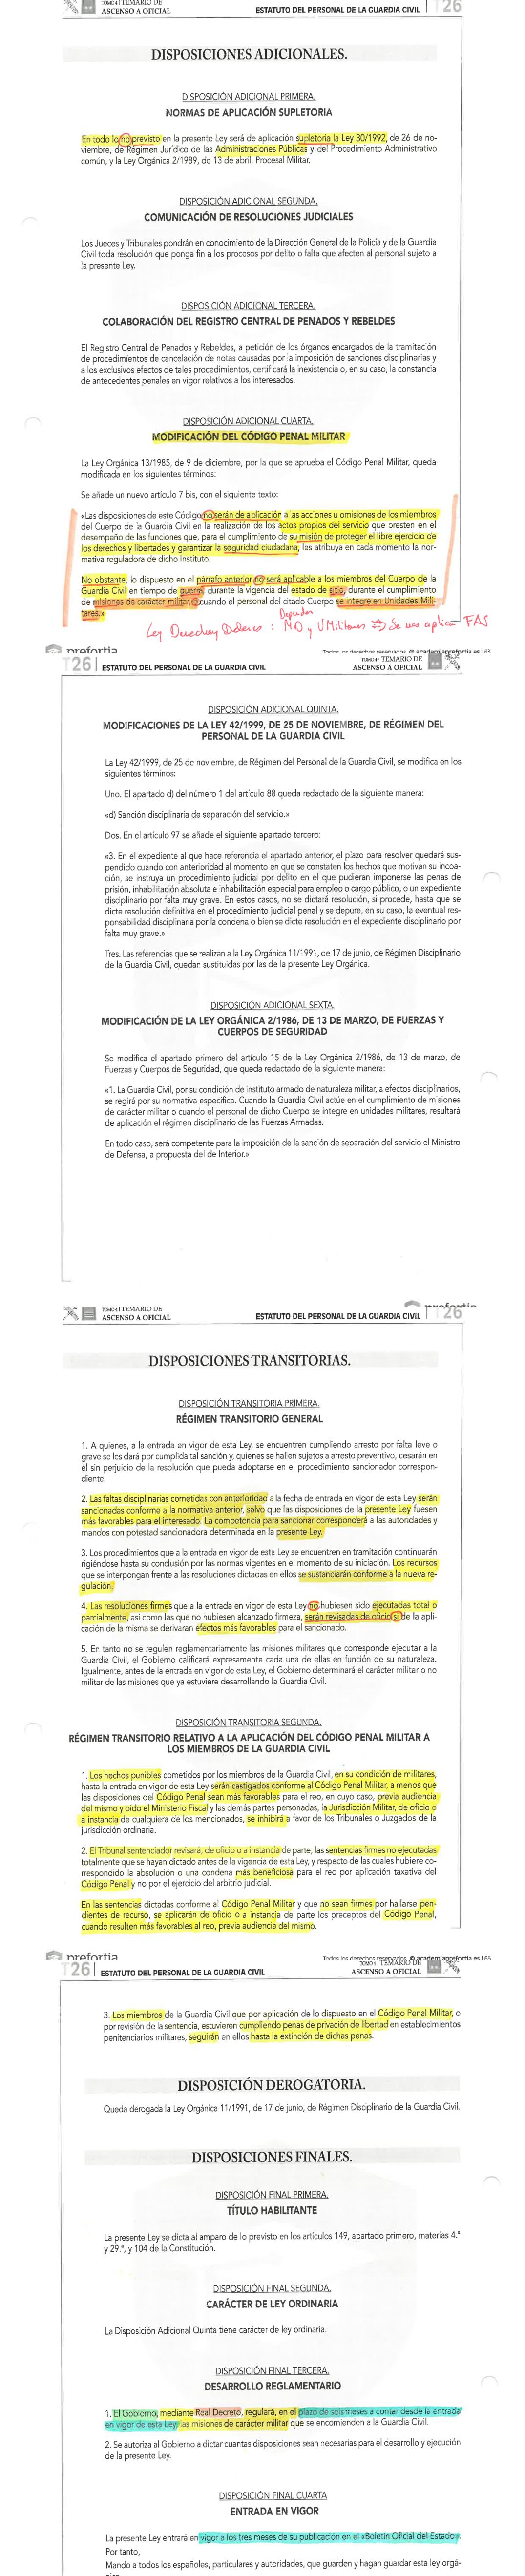 TOMO 4 | TEMARIO DE
ASCENSO A OFICIAL
ESTATUTO DEL PERSONAL DE LA GUARDIA CIVIL
T26
DISPOSICIONES ADICIONALES.
DISPOSICIÓN ADICIONAL PRIMERA.
NORMAS DE APLICACIÓN SUPLETORIA
En todo lo no previsto en la presente Ley será de aplicación supletoria la Ley 30/1992, de 26 de no-
viembre, de Régimen Jurídico de las Administraciones Públicas y del Procedimiento Administrativo
común, y la Ley Orgánica 2/1989, de 13 de abril, Procesal Militar.
DISPOSICIÓN ADICIONAL SEGUNDA.
COMUNICACIÓN DE RESOLUCIONES JUDICIALES
Los Jueces y Tribunales pondrán en conocimiento de la Dirección General de la Policía y de la Guardia
Civil toda resolución que ponga fin a los procesos por delito o falta que afecten al personal sujeto a
la presente Ley.
DISPOSICIÓN ADICIONAL TERCERA.
COLABORACIÓN DEL REGISTRO CENTRAL DE PENADOS Y REBELDES
El Registro Central de Penados y Rebeldes, a petición de los órganos encargados de la tramitación
de procedimientos de cancelación de notas causadas por la imposición de sanciones disciplinarias y
a los exclusivos efectos de tales procedimientos, certificará la inexistencia o, en su caso, la constancia
de antecedentes penales en vigor relativos a los interesados.
DISPOSICIÓN ADICIONAL CUARTA.
MODIFICACIÓN DEL CÓDIGO PENAL MILITAR
La Ley Orgánica 13/1985, de 9 de diciembre, por la que se aprueba el Código Penal Militar, queda
modificada en los siguientes términos:
Se añade un nuevo artículo 7 bis, con el siguiente texto:
«Las disposiciones de este Código no serán de aplicación a las acciones u omisiones de los miembros
del Cuerpo de la Guardia Civil en la realización de los actos propios del servicio que presten en el
desempeño de las funciones que, para el cumplimiento de su misión de proteger el libre ejercicio de
los derechos y libertades y garantizar la seguridad ciudadana, les atribuya en cada momento la nor-
mativa reguladora de dicho Instituto.
No obstante, lo dispuesto en el párrafo anterior no será aplicable a los miembros del Cuerpo de la
Guardia Civil en tiempo de guerra, durante la vigencia del estado de sitio, durante el cumplimiento
de misiones de carácter militar, o cuando el personal del citado Cuerpo se integre en Unidades Mili-
tares.»
Ley Derechos y Deberes : MD y UMilitares => Se nos aplica FAS
prefortia
Todos los derechos reservados. © academiaprefortia.es | 63
T26
ESTATUTO DEL PERSONAL DE LA GUARDIA CIVIL
TOMO 4 | TEMARIO DE
ASCENSO A OFICIAL
DISPOSICIÓN ADICIONAL QUINTA.
MODIFICACIONES DE LA LEY 42/1999, DE 25 DE NOVIEMBRE, DE RÉGIMEN DEL
PERSONAL DE LA GUARDIA CIVIL
La Ley 42/1999, de 25 de noviembre, de Régimen del Personal de la Guardia Civil, se modifica en los
siguientes términos:
Uno. El apartado d) del número 1 del artículo 88 queda redactado de la siguiente manera:
«d) Sanción disciplinaria de separación del servicio.»
Dos. En el artículo 97 se añade el siguiente apartado tercero:
«3. En el expediente al que hace referencia el apartado anterior, el plazo para resolver quedará sus-
pendido cuando con anterioridad al momento en que se constaten los hechos que motivan su incoa-
ción, se instruya un procedimiento judicial por delito en el que pudieran imponerse las penas de
prisión, inhabilitación absoluta e inhabilitación especial para empleo o cargo público, o un expediente
disciplinario por falta muy grave. En estos casos, no se dictará resolución, si procede, hasta que se
dicte resolución definitiva en el procedimiento judicial penal y se depure, en su caso, la eventual res-
ponsabilidad disciplinaria por la condena o bien se dicte resolución en el expediente disciplinario por
falta muy grave.»
Tres. Las referencias que se realizan a la Ley Orgánica 11/1991, de 17 de junio, de Régimen Disciplinario
de la Guardia Civil, quedan sustituidas por las de la presente Ley Orgánica.
DISPOSICIÓN ADICIONAL SEXTA.
MODIFICACIÓN DE LA LEY ORGÁNICA 2/1986, DE 13 DE MARZO, DE FUERZAS Y
CUERPOS DE SEGURIDAD
Se modifica el apartado primero del artículo 15 de la Ley Orgánica 2/1986, de 13 de marzo, de
Fuerzas y Cuerpos de Seguridad, que queda redactado de la siguiente manera:
«1. La Guardia Civil, por su condición de instituto armado de naturaleza militar, a efectos disciplinarios,
se regirá por su normativa específica. Cuando la Guardia Civil actúe en el cumplimiento de misiones
de carácter militar o cuando el personal de dicho Cuerpo se integre en unidades militares, resultará
de aplicación el régimen disciplinario de las Fuerzas Armadas.
En todo caso, será competente para la imposición de la sanción de separación del servicio el Ministro
de Defensa, a propuesta del de Interior.»
TOMO 4 | TEMARIO DE
ASCENSO A OFICIAL
ESTATUTO DEL PERSONAL DE LA GUARDIA CIVIL
T26
DISPOSICIONES TRANSITORIAS.
DISPOSICIÓN TRANSITORIA PRIMERA.
RÉGIMEN TRANSITORIO GENERAL
1. A quienes, a la entrada en vigor de esta Ley, se encuentren cumpliendo arresto por falta leve o
grave se les dará por cumplida tal sanción y, quienes se hallen sujetos a arresto preventivo, cesarán en
él sin perjuicio de la resolución que pueda adoptarse en el procedimiento sancionador correspon-
diente.
2. Las faltas disciplinarias cometidas con anterioridad a la fecha de entrada en vigor de esta Ley serán
sancionadas conforme a la normativa anterior, salvo que las disposiciones de la presente Ley fuesen
más favorables para el interesado. La competencia para sancionar corresponderá a las autoridades y
mandos con potestad sancionadora determinada en la presente Ley.
3. Los procedimientos que a la entrada en vigor de esta Ley se encuentren en tramitación continuarán
rigiéndose hasta su conclusión por las normas vigentes en el momento de su iniciación. Los recursos
que se interpongan frente a las resoluciones dictadas en ellos se sustanciarán conforme a la nueva re-
gulación.
4. Las resoluciones firmes que a la entrada en vigor de esta Ley no hubiesen sido ejecutadas total o
parcialmente, así como las que no hubiesen alcanzado firmeza, serán revisadas de oficio si de la apli-
cación de la misma se derivaran efectos más favorables para el sancionado.
5. En tanto no se regulen reglamentariamente las misiones militares que corresponde ejecutar a la
Guardia Civil, el Gobierno calificará expresamente cada una de ellas en función de su naturaleza.
Igualmente, antes de la entrada en vigor de esta Ley, el Gobierno determinará el carácter militar o no
militar de las misiones que ya estuviere desarrollando la Guardia Civil.
DISPOSICIÓN TRANSITORIA SEGUNDA.
RÉGIMEN TRANSITORIO RELATIVO A LA APLICACIÓN DEL CÓDIGO PENAL MILITAR A
LOS MIEMBROS DE LA GUARDIA CIVIL
1. Los hechos punibles cometidos por los miembros de la Guardia Civil, en su condición de militares,
hasta la entrada en vigor de esta Ley serán castigados conforme al Código Penal Militar, a menos que
las disposiciones del Código Penal sean más favorables para el reo, en cuyo caso, previa audiencia
del mismo y oído el Ministerio Fiscal y las demás partes personadas, la Jurisdicción Militar, de oficio o
a instancia de cualquiera de los mencionados, se inhibirá a favor de los Tribunales o Juzgados de la
jurisdicción ordinaria.
2. El Tribunal sentenciador revisará, de oficio o a instancia de parte, las sentencias firmes no ejecutadas
totalmente que se hayan dictado antes de la vigencia de esta Ley, y respecto de las cuales hubiere co-
rrespondido la absolución o una condena más beneficiosa para el reo por aplicación taxativa del
Código Penal y no por el ejercicio del arbitrio judicial.
En las sentencias dictadas conforme al Código Penal Militar y que no sean firmes por hallarse pen-
dientes de recurso, se aplicarán de oficio o a instancia de parte los preceptos del Código Penal,
cuando resulten más favorables al reo, previa audiencia del mismo.
prefortia
Todos los derechos reservados. © academiaprefortia.es | 65
T26
ESTATUTO DEL PERSONAL DE LA GUARDIA CIVIL
TOMO 4 | TEMARIO DE
ASCENSO A OFICIAL
3. Los miembros de la Guardia Civil que por aplicación de lo dispuesto en el Código Penal Militar, o
por revisión de la sentencia, estuvieren cumpliendo penas de privación de libertad en establecimientos
penitenciarios militares, seguirán en ellos hasta la extinción de dichas penas.
DISPOSICIÓN DEROGATORIA.
Queda derogada la Ley Orgánica 11/1991, de 17 de junio, de Régimen Disciplinario de la Guardia Civil.
DISPOSICIONES FINALES.
DISPOSICIÓN FINAL PRIMERA.
TÍTULO HABILITANTE
La presente Ley se dicta al amparo de lo previsto en los artículos 149, apartado primero, materias 4.ª
y 29.ª, y 104 de la Constitución.
DISPOSICIÓN FINAL SEGUNDA.
CARÁCTER DE LEY ORDINARIA
La Disposición Adicional Quinta tiene carácter de ley ordinaria.
DISPOSICIÓN FINAL TERCERA.
DESARROLLO REGLAMENTARIO
1. El Gobierno, mediante Real Decreto, regulará, en el plazo de seis meses a contar desde la entrada
en vigor de esta Ley, las misiones de carácter militar que se encomienden a la Guardia Civil.
2. Se autoriza al Gobierno a dictar cuantas disposiciones sean necesarias para el desarrollo y ejecución
de la presente Ley.
DISPOSICIÓN FINAL CUARTA
ENTRADA EN VIGOR
La presente Ley entrará en vigor a los tres meses de su publicación en el «Boletín Oficial del Estado».
Por tanto,
Mando a todos los españoles, particulares y autoridades, que guarden y hagan guardar esta ley orgá-